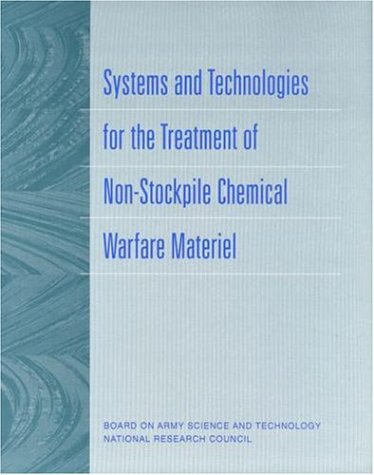 Systems and Technologies
for the Treatment of
Non-Stockpile Chemical
Warfare Materiel
BOARD ON ARMY SCIENCE AND TECHNOLOGY
NATIONAL RESEARCH COUNCIL